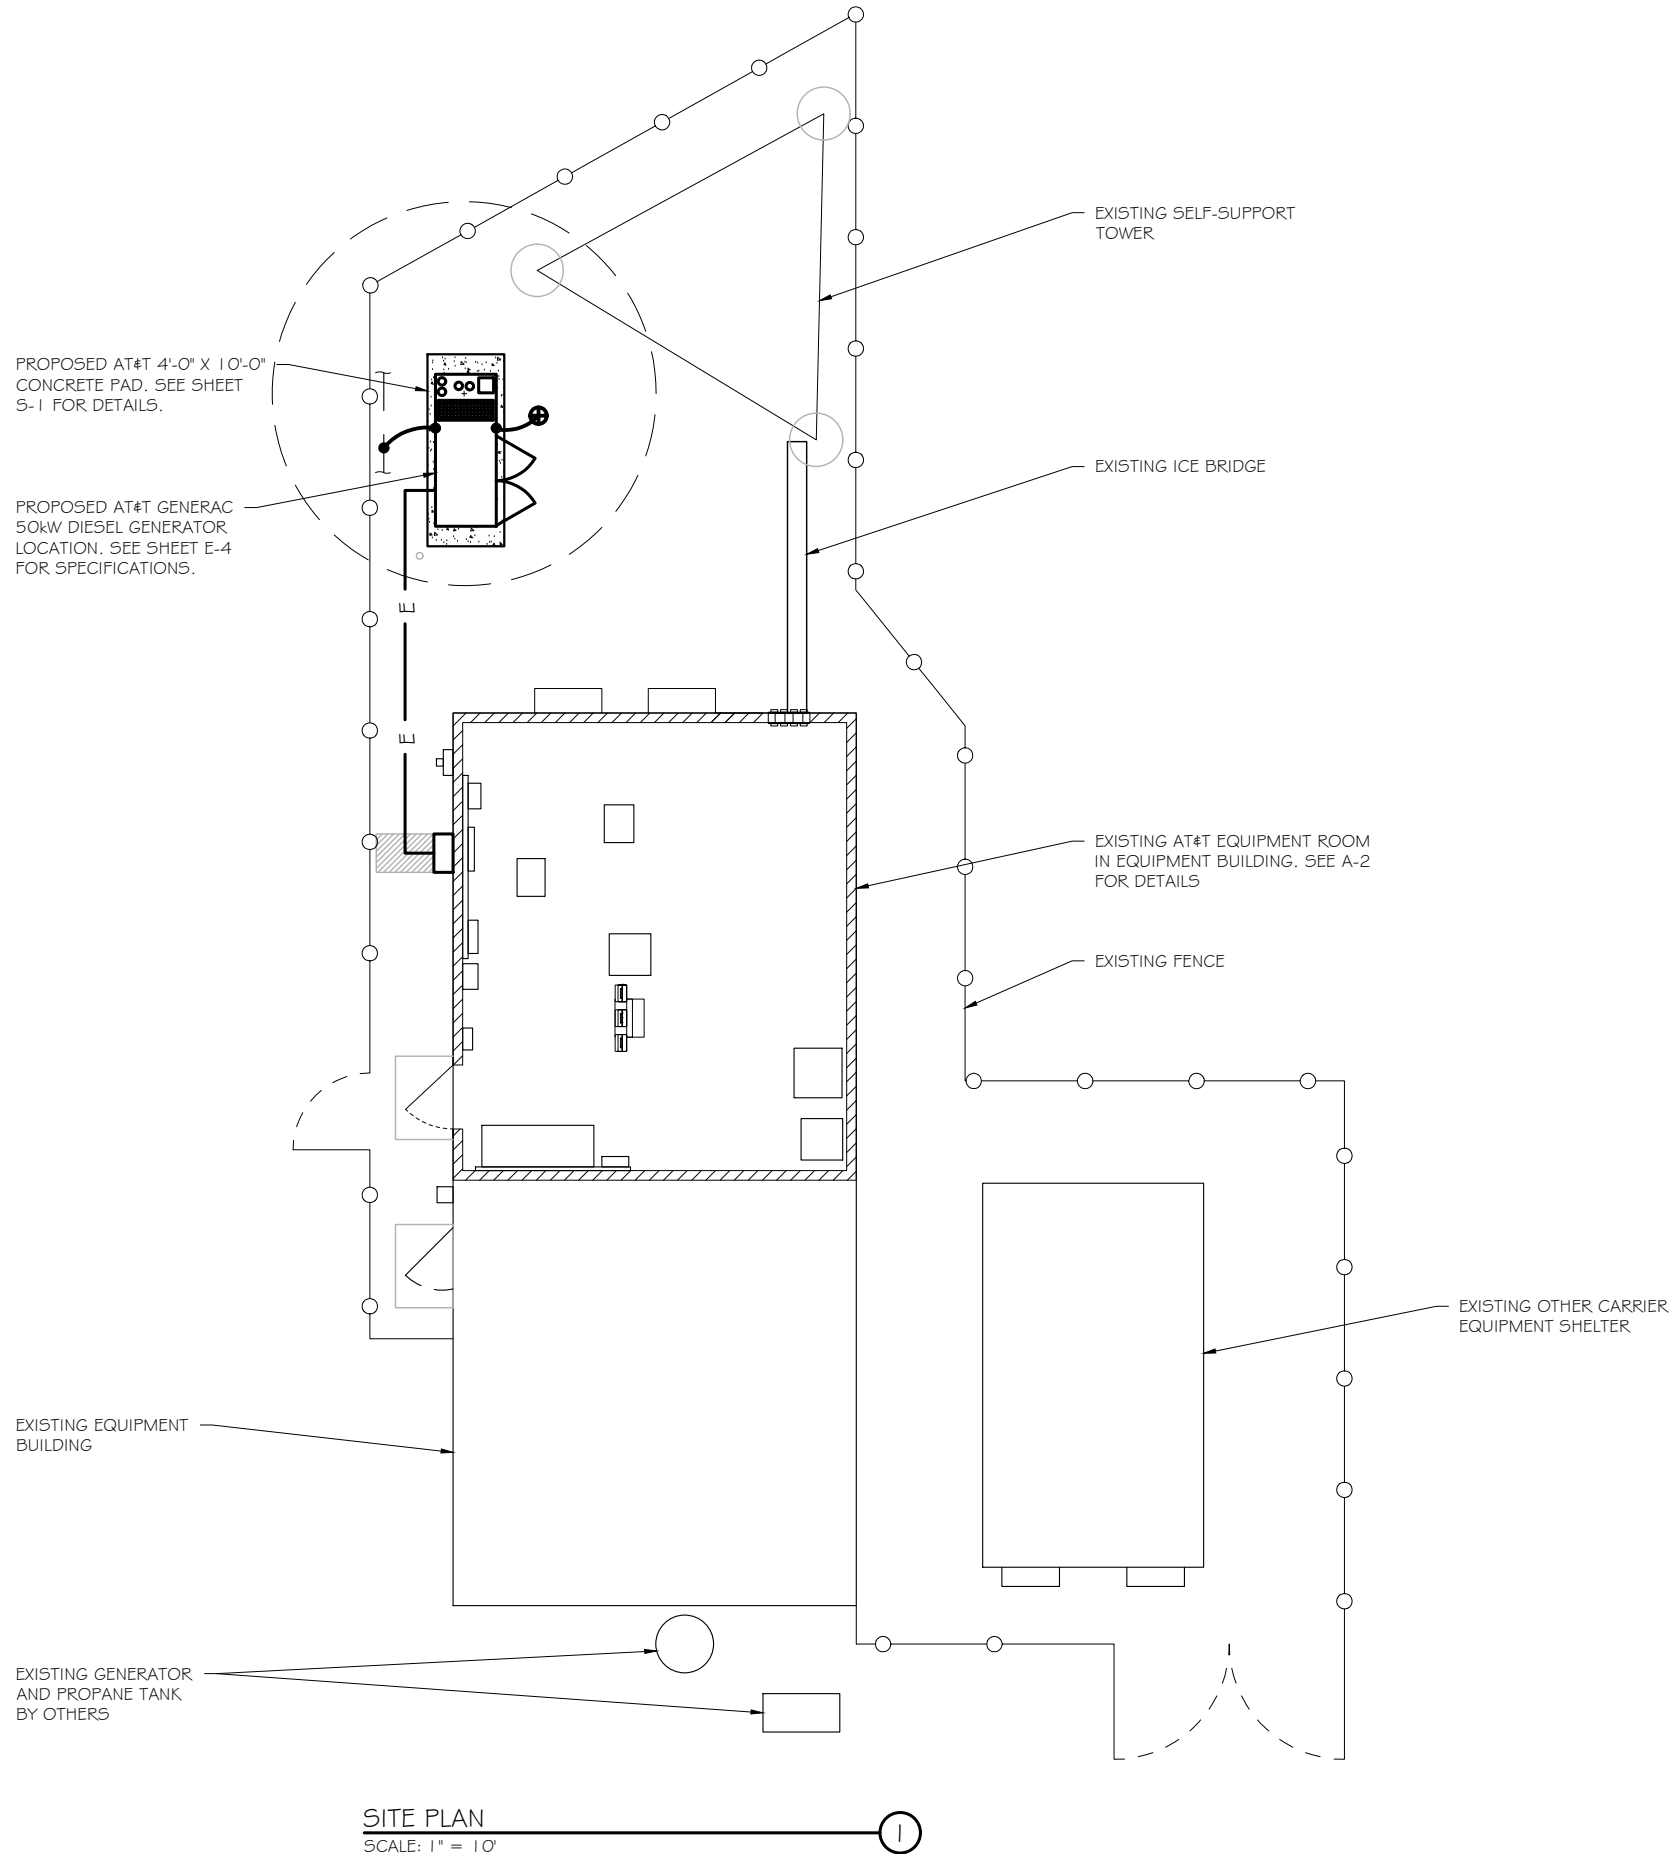 EXISTING SELF-SUPPORT
TOWER
PROPOSED AT&T 4'-0" X 10'-0"
CONCRETE PAD. SEE SHEET
S-1 FOR DETAILS.
EXISTING ICE BRIDGE
PROPOSED AT&T GENERAC
50kW DIESEL GENERATOR
LOCATION. SEE SHEET E-4
FOR SPECIFICATIONS.
E
E
EXISTING AT&T EQUIPMENT ROOM
IN EQUIPMENT BUILDING. SEE A-2
FOR DETAILS
EXISTING FENCE
EXISTING OTHER CARRIER
EQUIPMENT SHELTER
EXISTING EQUIPMENT
BUILDING
EXISTING GENERATOR
AND PROPANE TANK
BY OTHERS
SITE PLAN
1
SCALE: 1" = 10'